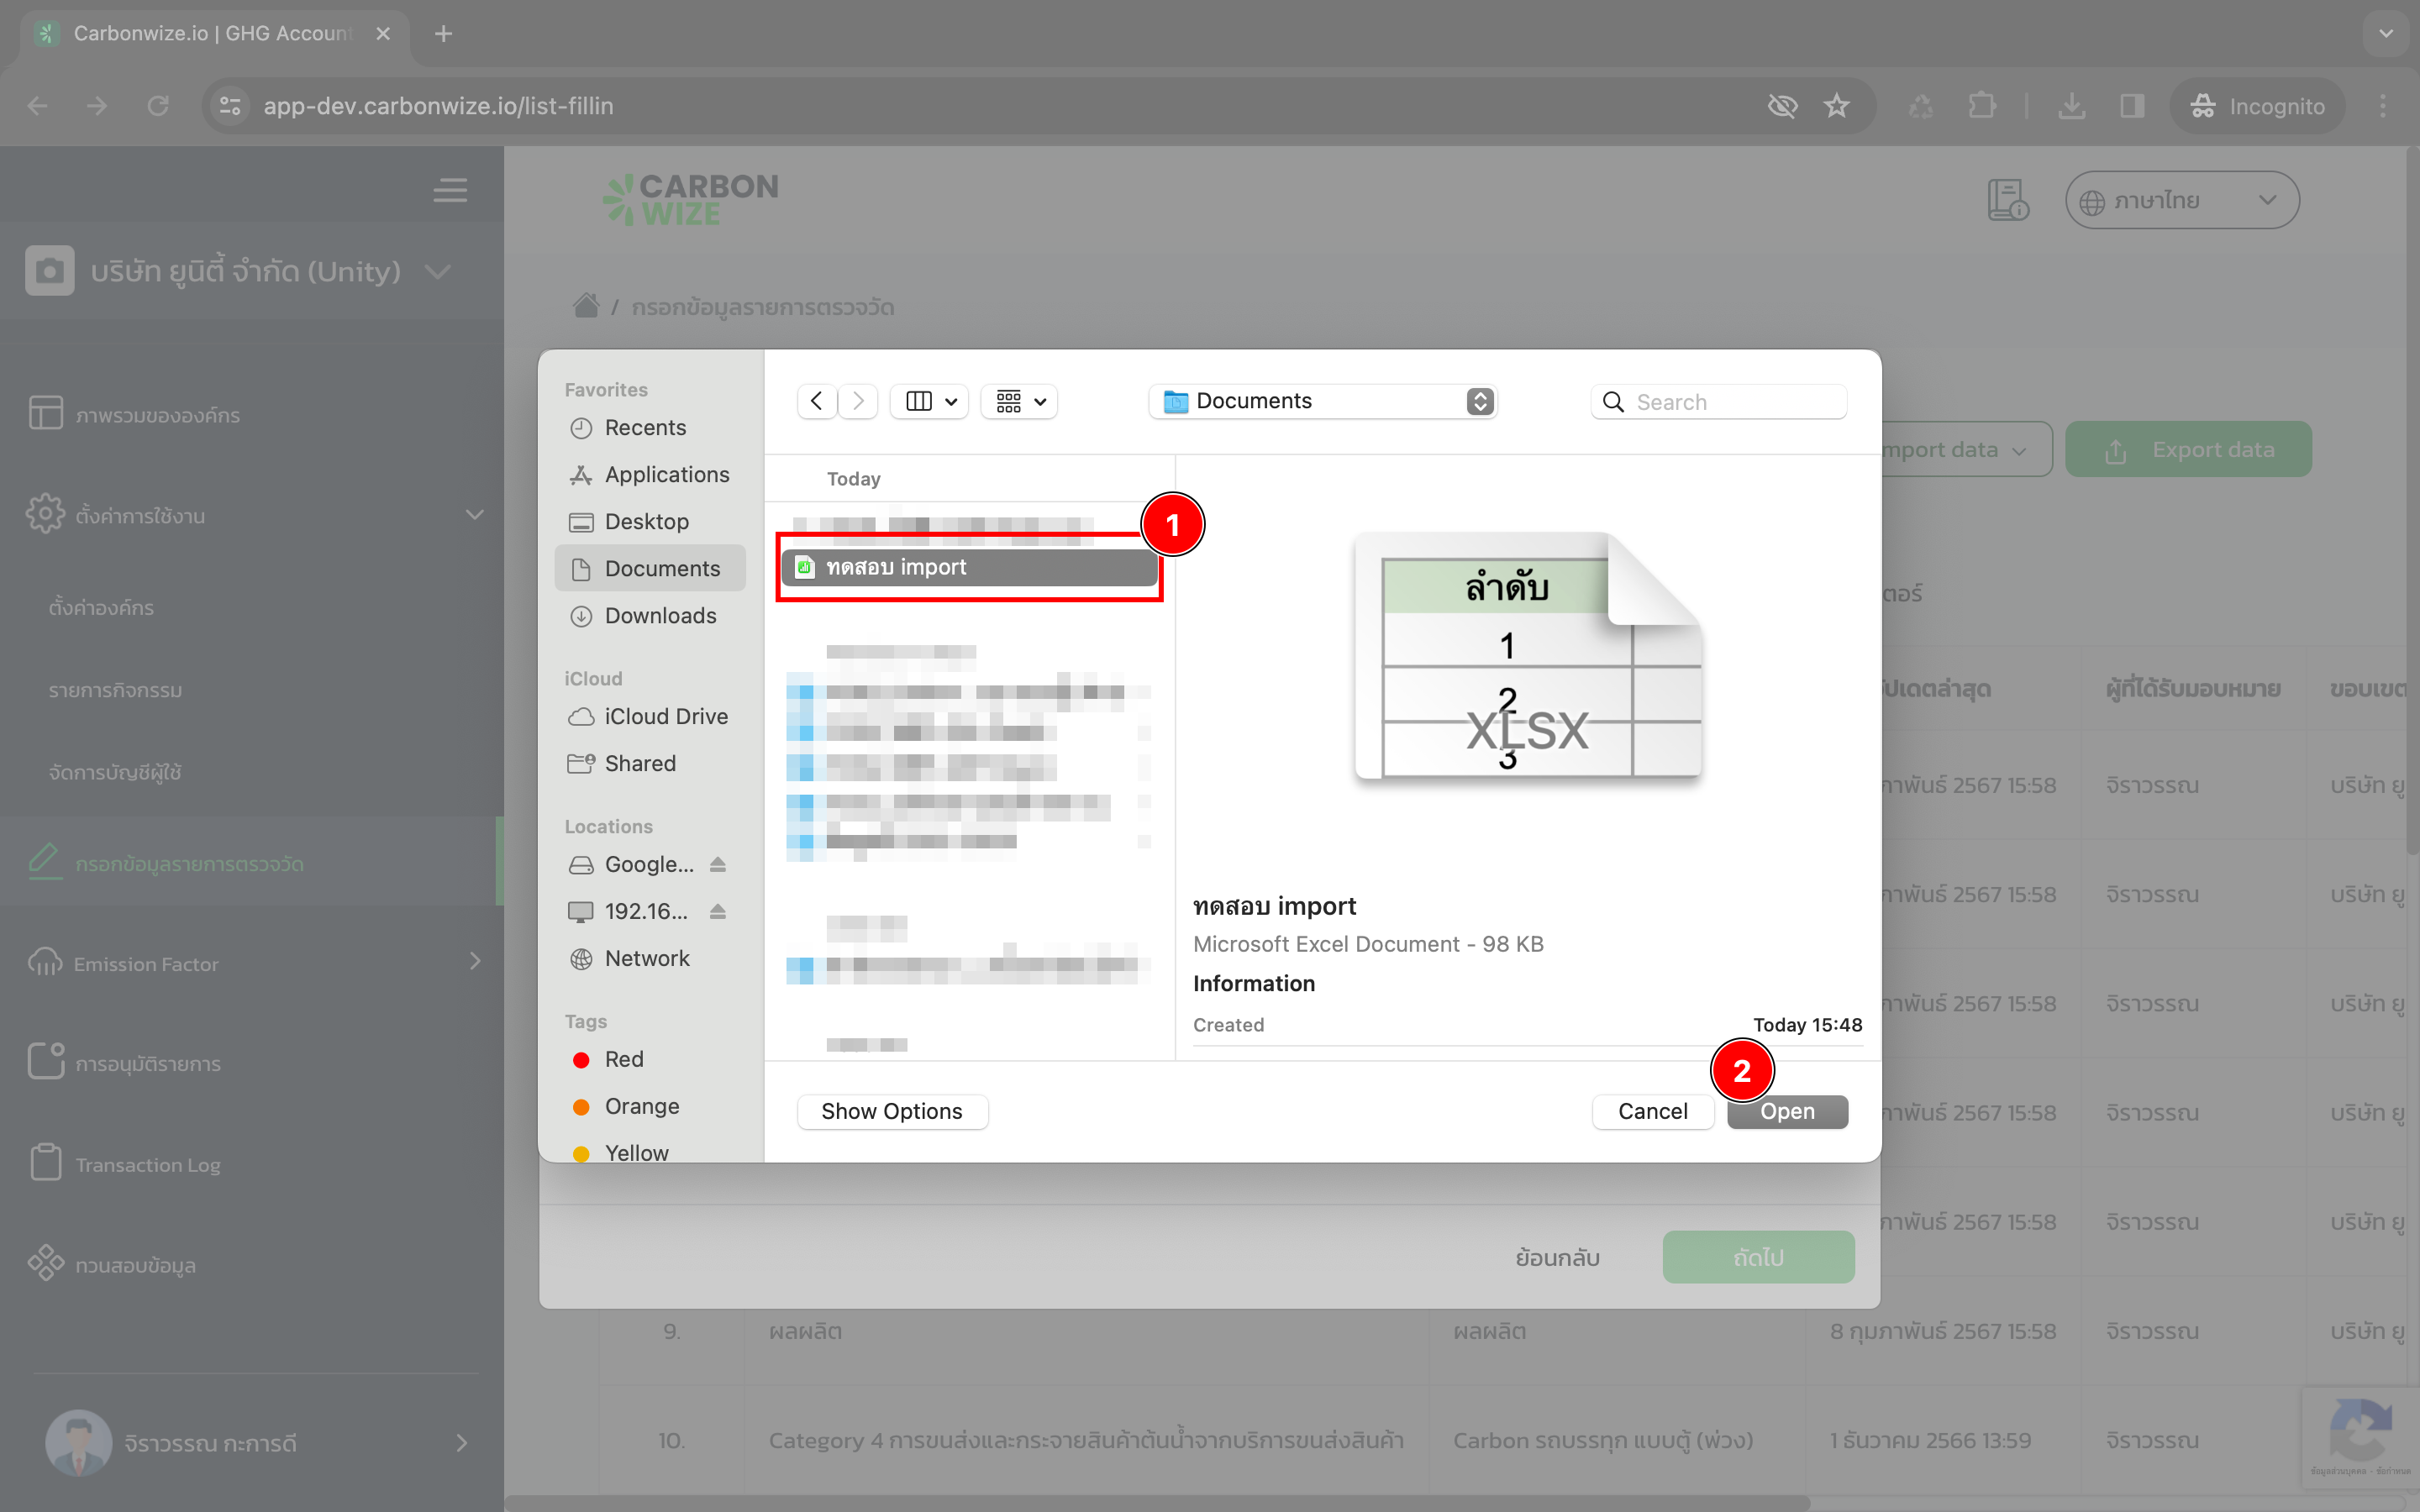 Carbonwize.io | GHG Account
app-dev.carbonwize.io/list-fillin
Incognito
CARBON
WIZE
ภาษาไทย
บริษัท ยูนิตี้ จำกัด (Unity)
/ กรอกข้อมูลรายการตรวจวัด
ภาพรวมขององค์กร
ตั้งค่าการใช้งาน
ตั้งค่าองค์กร
รายการกิจกรรม
จัดการบัญชีผู้ใช้
กรอกข้อมูลรายการตรวจวัด
Emission Factor
การอนุมัติรายการ
Transaction Log
ทวนสอบข้อมูล
จิราวรรณ กะการดี
Favorites
Recents
Applications
Desktop
Documents
Downloads
iCloud
iCloud Drive
Shared
Locations
Google...
192.16...
Network
Tags
Red
Orange
Yellow
Documents
Search
Today
1
ทดสอบ import
ลำดับ
1
2
XLSX
3
ทดสอบ import
Microsoft Excel Document - 98 KB
Information
Created Today 15:48
2
Show Options
Cancel
Open
mport data
Export data
ตอร์
ปเดตล่าสุด ผู้ที่ได้รับมอบหมาย ขอบเขต
ภาพันธ์ 2567 15:58 จิราวรรณ บริษัท ยู
ภาพันธ์ 2567 15:58 จิราวรรณ บริษัท ยู
ภาพันธ์ 2567 15:58 จิราวรรณ บริษัท ยู
ภาพันธ์ 2567 15:58 จิราวรรณ บริษัท ยู
ภาพันธ์ 2567 15:58 จิราวรรณ บริษัท ยู
ย้อนกลับ
ถัดไป
9. ผลผลิต ผลผลิต 8 กุมภาพันธ์ 2567 15:58 จิราวรรณ บริษัท ยู
10. Category 4 การขนส่งและกระจายสินค้าต้นน้ำจากบริการขนส่งสินค้า Carbon รถบรรทุก แบบตู้ (พ่วง) 1 ธันวาคม 2566 13:59 จิราวรรณ
ข้อมูลส่วนบุคคล - ข้อกำหนด